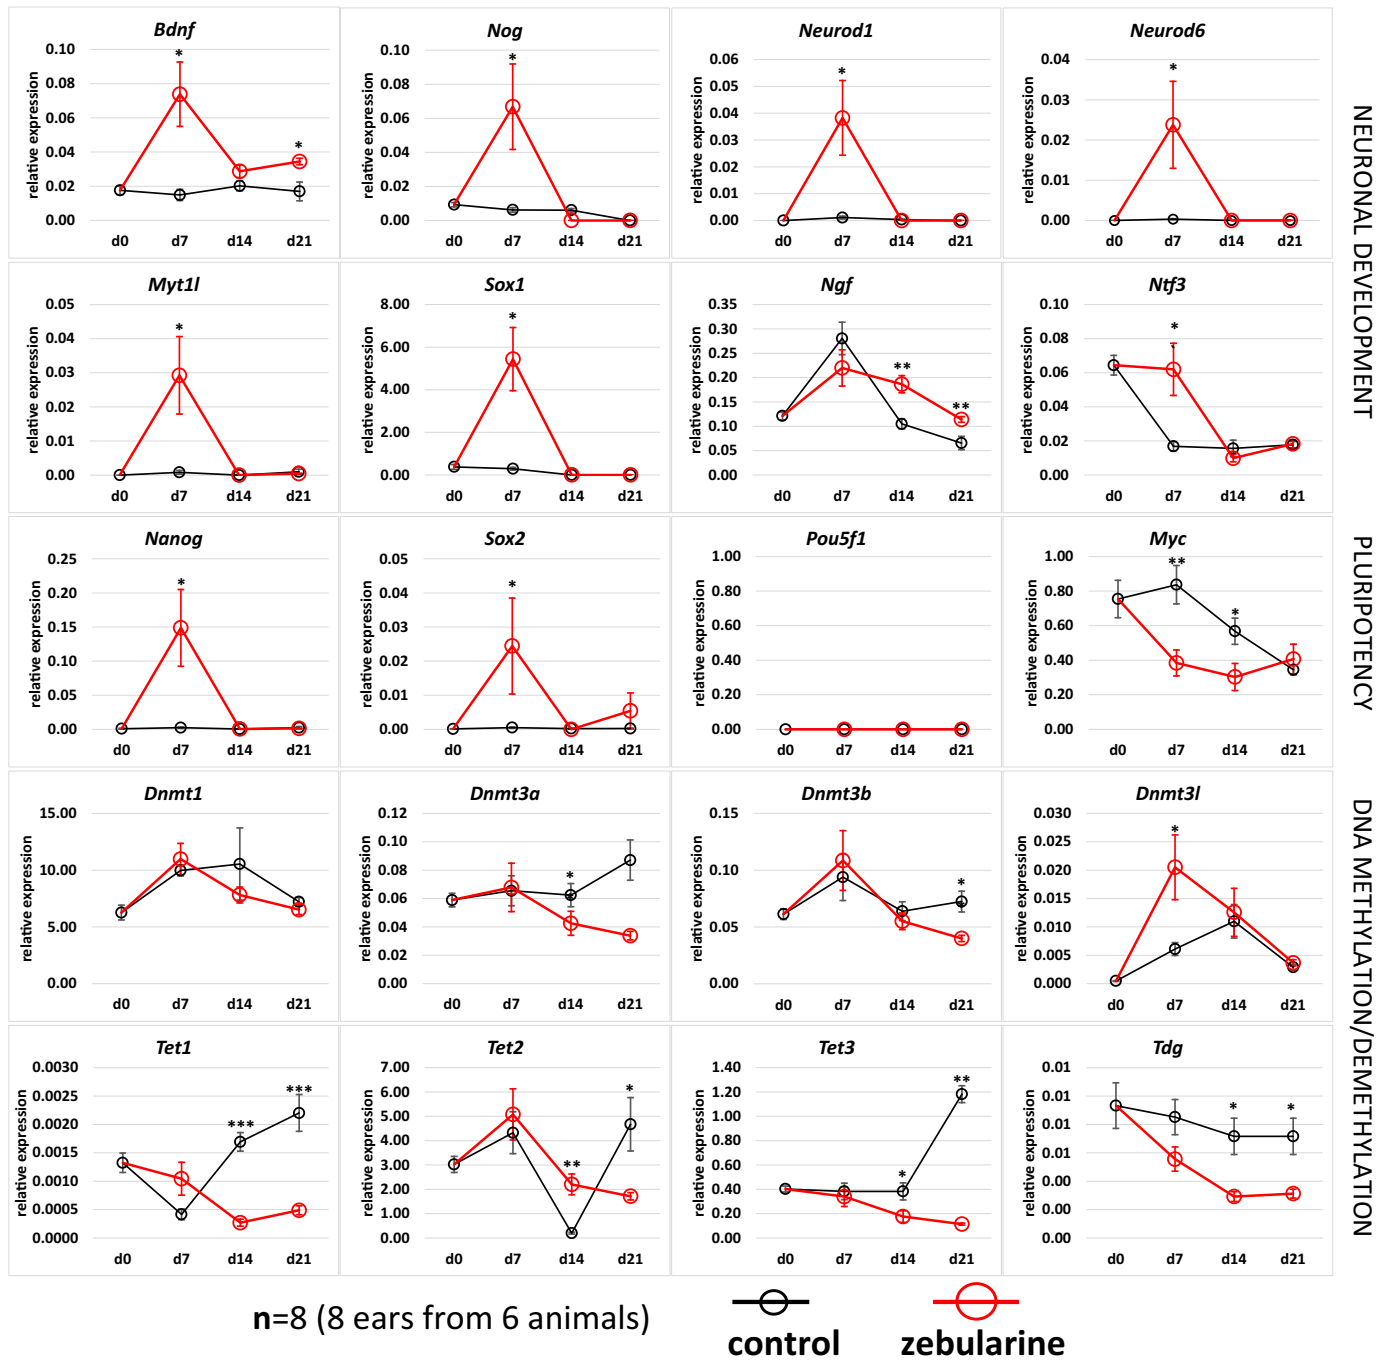 Bdnf
relative expression
0.10
0.08
0.06
0.04
0.02
0.00
*
*
d0 d7 d14 d21
Nog
relative expression
0.10
0.08
0.06
0.04
0.02
0.00
*
d0 d7 d14 d21
Neurod1
relative expression
0.06
0.05
0.04
0.03
0.02
0.01
0.00
*
d0 d7 d14 d21
Neurod6
relative expression
0.04
0.03
0.02
0.01
0.00
*
d0 d7 d14 d21
NEURONAL DEVELOPMENT
Myt1l
relative expression
0.05
0.04
0.03
0.02
0.01
0.00
*
d0 d7 d14 d21
Sox1
relative expression
8.00
6.00
4.00
2.00
0.00
*
d0 d7 d14 d21
Ngf
relative expression
0.35
0.30
0.25
0.20
0.15
0.10
0.05
0.00
**
**
d0 d7 d14 d21
Ntf3
relative expression
0.10
0.08
0.06
0.04
0.02
0.00
*
d0 d7 d14 d21
Nanog
relative expression
0.25
0.20
0.15
0.10
0.05
0.00
*
d0 d7 d14 d21
Sox2
relative expression
0.05
0.04
0.03
0.02
0.01
0.00
*
d0 d7 d14 d21
Pou5f1
relative expression
1.00
0.80
0.60
0.40
0.20
0.00
d0 d7 d14 d21
Myc
relative expression
1.00
0.80
0.60
0.40
0.20
0.00
**
*
d0 d7 d14 d21
PLURIPOTENCY
Dnmt1
relative expression
15.00
10.00
5.00
0.00
d0 d7 d14 d21
Dnmt3a
relative expression
0.12
0.10
0.08
0.06
0.04
0.02
0.00
*
d0 d7 d14 d21
Dnmt3b
relative expression
0.15
0.10
0.05
0.00
*
d0 d7 d14 d21
Dnmt3l
relative expression
0.030
0.025
0.020
0.015
0.010
0.005
0.000
*
d0 d7 d14 d21
DNA METHYLATION/DEMETHYLATION
Tet1
relative expression
0.0030
0.0025
0.0020
0.0015
0.0010
0.0005
0.0000
***
***
d0 d7 d14 d21
Tet2
relative expression
7.00
6.00
5.00
4.00
3.00
2.00
1.00
0.00
**
*
d0 d7 d14 d21
Tet3
relative expression
1.40
1.20
1.00
0.80
0.60
0.40
0.20
0.00
*
**
d0 d7 d14 d21
Tdg
relative expression
0.01
0.01
0.01
0.01
0.00
0.00
0.00
*
*
d0 d7 d14 d21
n=8 (8 ears from 6 animals)
control
zebularine